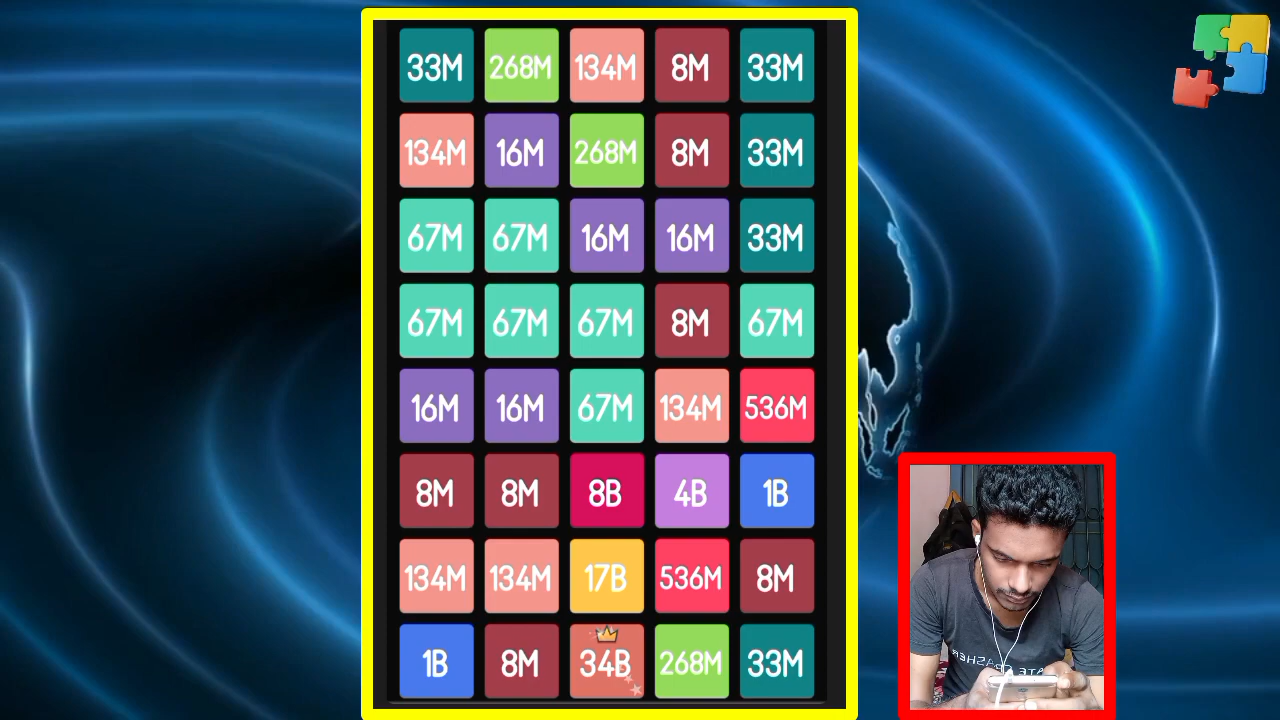 33M 268M 134M 8M 33M
134M 16M 268M 8M 33M
67M 67M 16M 16M 33M
67M 67M 67M 8M 67M
16M 16M 67M 134M 536M
8M 8M 8B 4B 1B
134M 134M 17B 536M 8M
1B 8M 34B 268M 33M